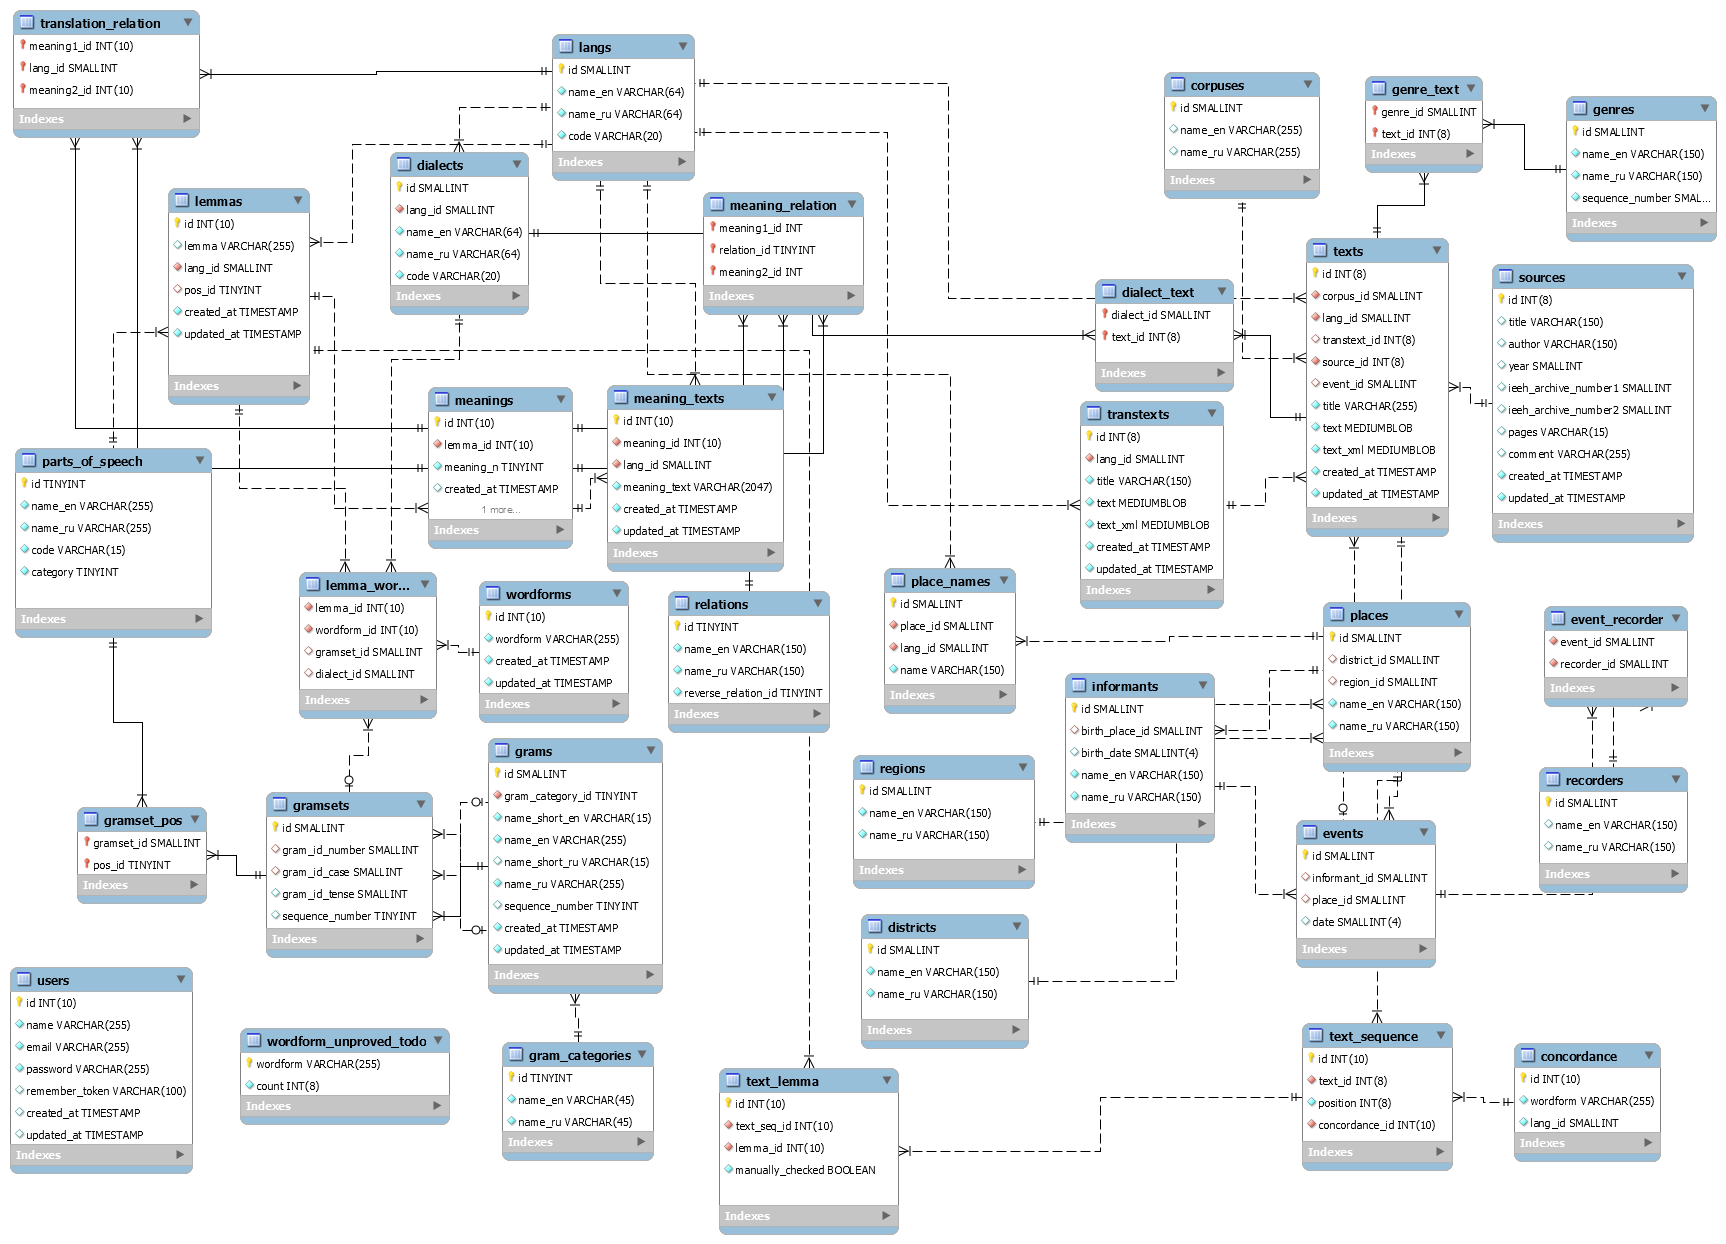 translation_relation
meaning1_id INT(10)
lang_id SMALLINT
meaning2_id INT(10)
Indexes
langs
id SMALLINT
name_en VARCHAR(64)
name_ru VARCHAR(64)
code VARCHAR(20)
Indexes
corpuses
id SMALLINT
name_en VARCHAR(255)
name_ru VARCHAR(255)
Indexes
genre_text
genre_id SMALLINT
text_id INT(8)
Indexes
genres
id SMALLINT
name_en VARCHAR(150)
name_ru VARCHAR(150)
sequence_number SMAL...
Indexes
lemmas
id INT(10)
lemma VARCHAR(255)
lang_id SMALLINT
pos_id TINYINT
created_at TIMESTAMP
updated_at TIMESTAMP
Indexes
dialects
id SMALLINT
lang_id SMALLINT
name_en VARCHAR(64)
name_ru VARCHAR(64)
code VARCHAR(20)
Indexes
meaning_relation
meaning1_id INT
relation_id TINYINT
meaning2_id INT
Indexes
dialect_text
dialect_id SMALLINT
text_id INT(8)
Indexes
texts
id INT(8)
corpus_id SMALLINT
lang_id SMALLINT
transtext_id INT(8)
source_id INT(8)
event_id SMALLINT
title VARCHAR(255)
text MEDIUMBLOB
text_xml MEDIUMBLOB
created_at TIMESTAMP
updated_at TIMESTAMP
Indexes
sources
id INT(8)
title VARCHAR(150)
author VARCHAR(150)
year SMALLINT
ieeh_archive_number1 SMALLINT
ieeh_archive_number2 SMALLINT
pages VARCHAR(15)
comment VARCHAR(255)
created_at TIMESTAMP
updated_at TIMESTAMP
Indexes
parts_of_speech
id TINYINT
name_en VARCHAR(255)
name_ru VARCHAR(255)
code VARCHAR(15)
category TINYINT
Indexes
meanings
id INT(10)
lemma_id INT(10)
meaning_n TINYINT
created_at TIMESTAMP
1 more...
Indexes
meaning_texts
id INT(10)
meaning_id INT(10)
lang_id SMALLINT
meaning_text VARCHAR(2047)
created_at TIMESTAMP
updated_at TIMESTAMP
Indexes
transtexts
id INT(8)
lang_id SMALLINT
title VARCHAR(150)
text MEDIUMBLOB
text_xml MEDIUMBLOB
created_at TIMESTAMP
updated_at TIMESTAMP
Indexes
lemma_wor...
lemma_id INT(10)
wordform_id INT(10)
gramset_id SMALLINT
dialect_id SMALLINT
Indexes
wordforms
id INT(10)
wordform VARCHAR(255)
created_at TIMESTAMP
updated_at TIMESTAMP
Indexes
relations
id TINYINT
name_en VARCHAR(150)
name_ru VARCHAR(150)
reverse_relation_id TINYINT
Indexes
place_names
id SMALLINT
place_id SMALLINT
lang_id SMALLINT
name VARCHAR(150)
Indexes
informants
id SMALLINT
birth_place_id SMALLINT
birth_date SMALLINT(4)
name_en VARCHAR(150)
name_ru VARCHAR(150)
Indexes
places
id SMALLINT
district_id SMALLINT
region_id SMALLINT
name_en VARCHAR(150)
name_ru VARCHAR(150)
Indexes
event_recorder
event_id SMALLINT
recorder_id SMALLINT
Indexes
gramset_pos
gramset_id SMALLINT
pos_id TINYINT
Indexes
gramsets
id SMALLINT
gram_id_number SMALLINT
gram_id_case SMALLINT
gram_id_tense SMALLINT
sequence_number TINYINT
Indexes
grams
id SMALLINT
gram_category_id TINYINT
name_short_en VARCHAR(15)
name_en VARCHAR(255)
name_short_ru VARCHAR(15)
name_ru VARCHAR(255)
sequence_number TINYINT
created_at TIMESTAMP
updated_at TIMESTAMP
Indexes
regions
id SMALLINT
name_en VARCHAR(150)
name_ru VARCHAR(150)
Indexes
recorders
id SMALLINT
name_en VARCHAR(150)
name_ru VARCHAR(150)
Indexes
events
id SMALLINT
informant_id SMALLINT
place_id SMALLINT
date SMALLINT(4)
Indexes
districts
id SMALLINT
name_en VARCHAR(150)
name_ru VARCHAR(150)
Indexes
users
id INT(10)
name VARCHAR(255)
email VARCHAR(255)
password VARCHAR(255)
remember_token VARCHAR(100)
created_at TIMESTAMP
updated_at TIMESTAMP
Indexes
wordform_unproved_todo
wordform VARCHAR(255)
count INT(8)
Indexes
gram_categories
id TINYINT
name_en VARCHAR(45)
name_ru VARCHAR(45)
Indexes
text_lemma
id INT(10)
text_seq_id INT(10)
lemma_id INT(10)
manually_checked BOOLEAN
Indexes
text_sequence
id INT(10)
text_id INT(8)
position INT(8)
concordance_id INT(10)
Indexes
concordance
id INT(10)
wordform VARCHAR(255)
lang_id SMALLINT
Indexes